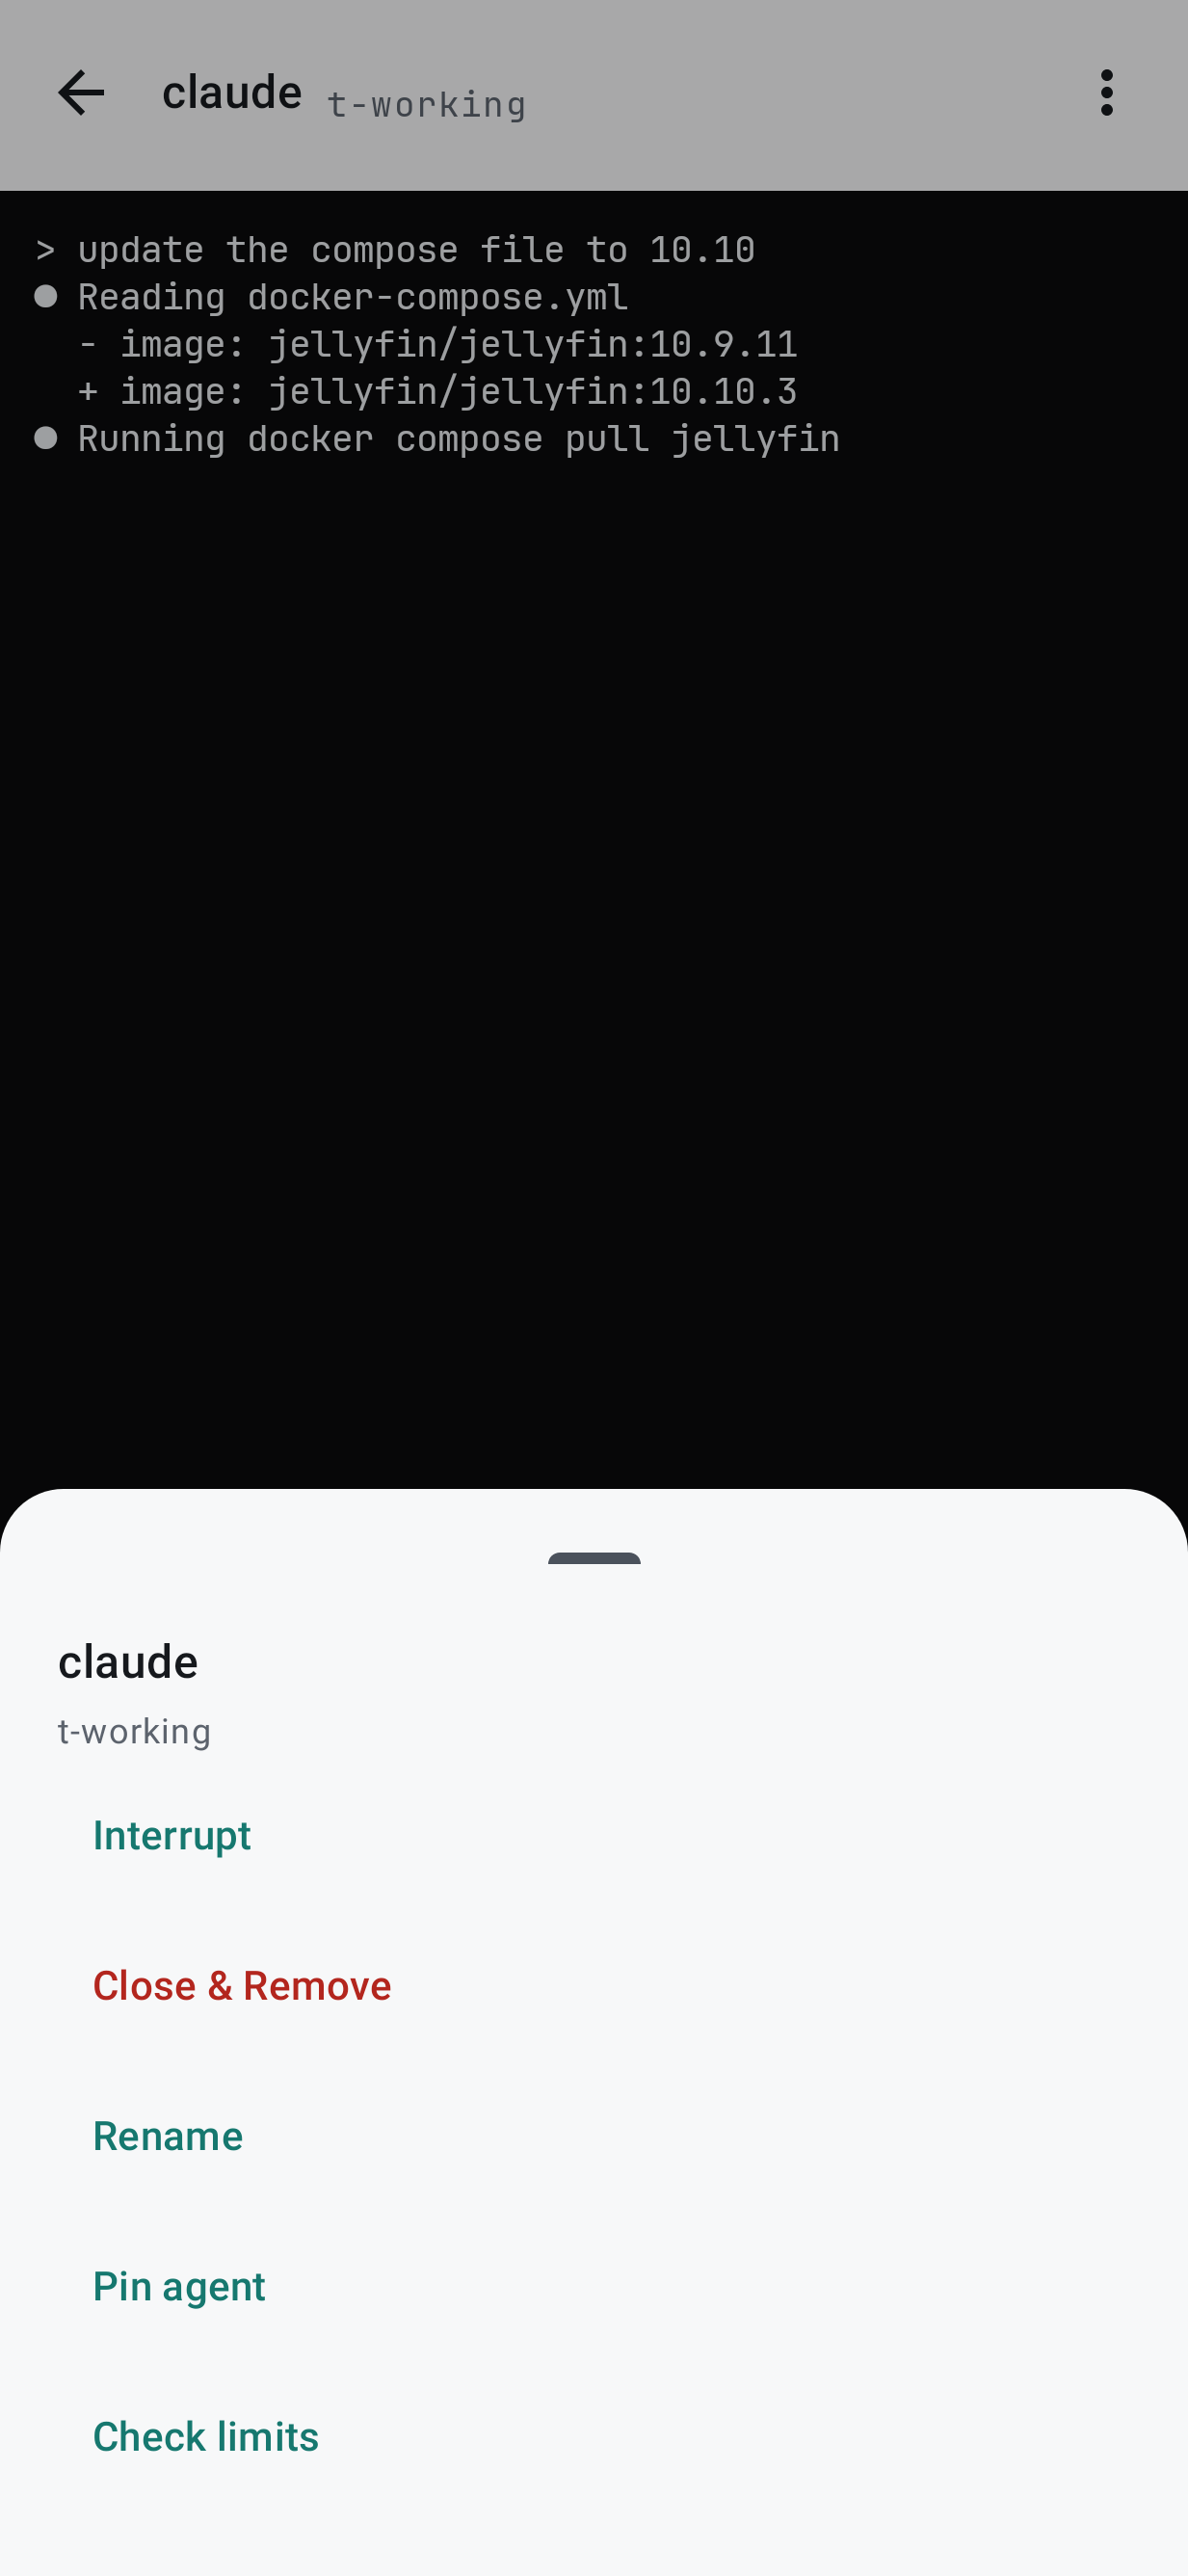 claude t-working
> update the compose file to 10.10
● Reading docker-compose.yml
- image: jellyfin/jellyfin:10.9.11
+ image: jellyfin/jellyfin:10.10.3
● Running docker compose pull jellyfin
claude
t-working
Interrupt
Close & Remove
Rename
Pin agent
Check limits